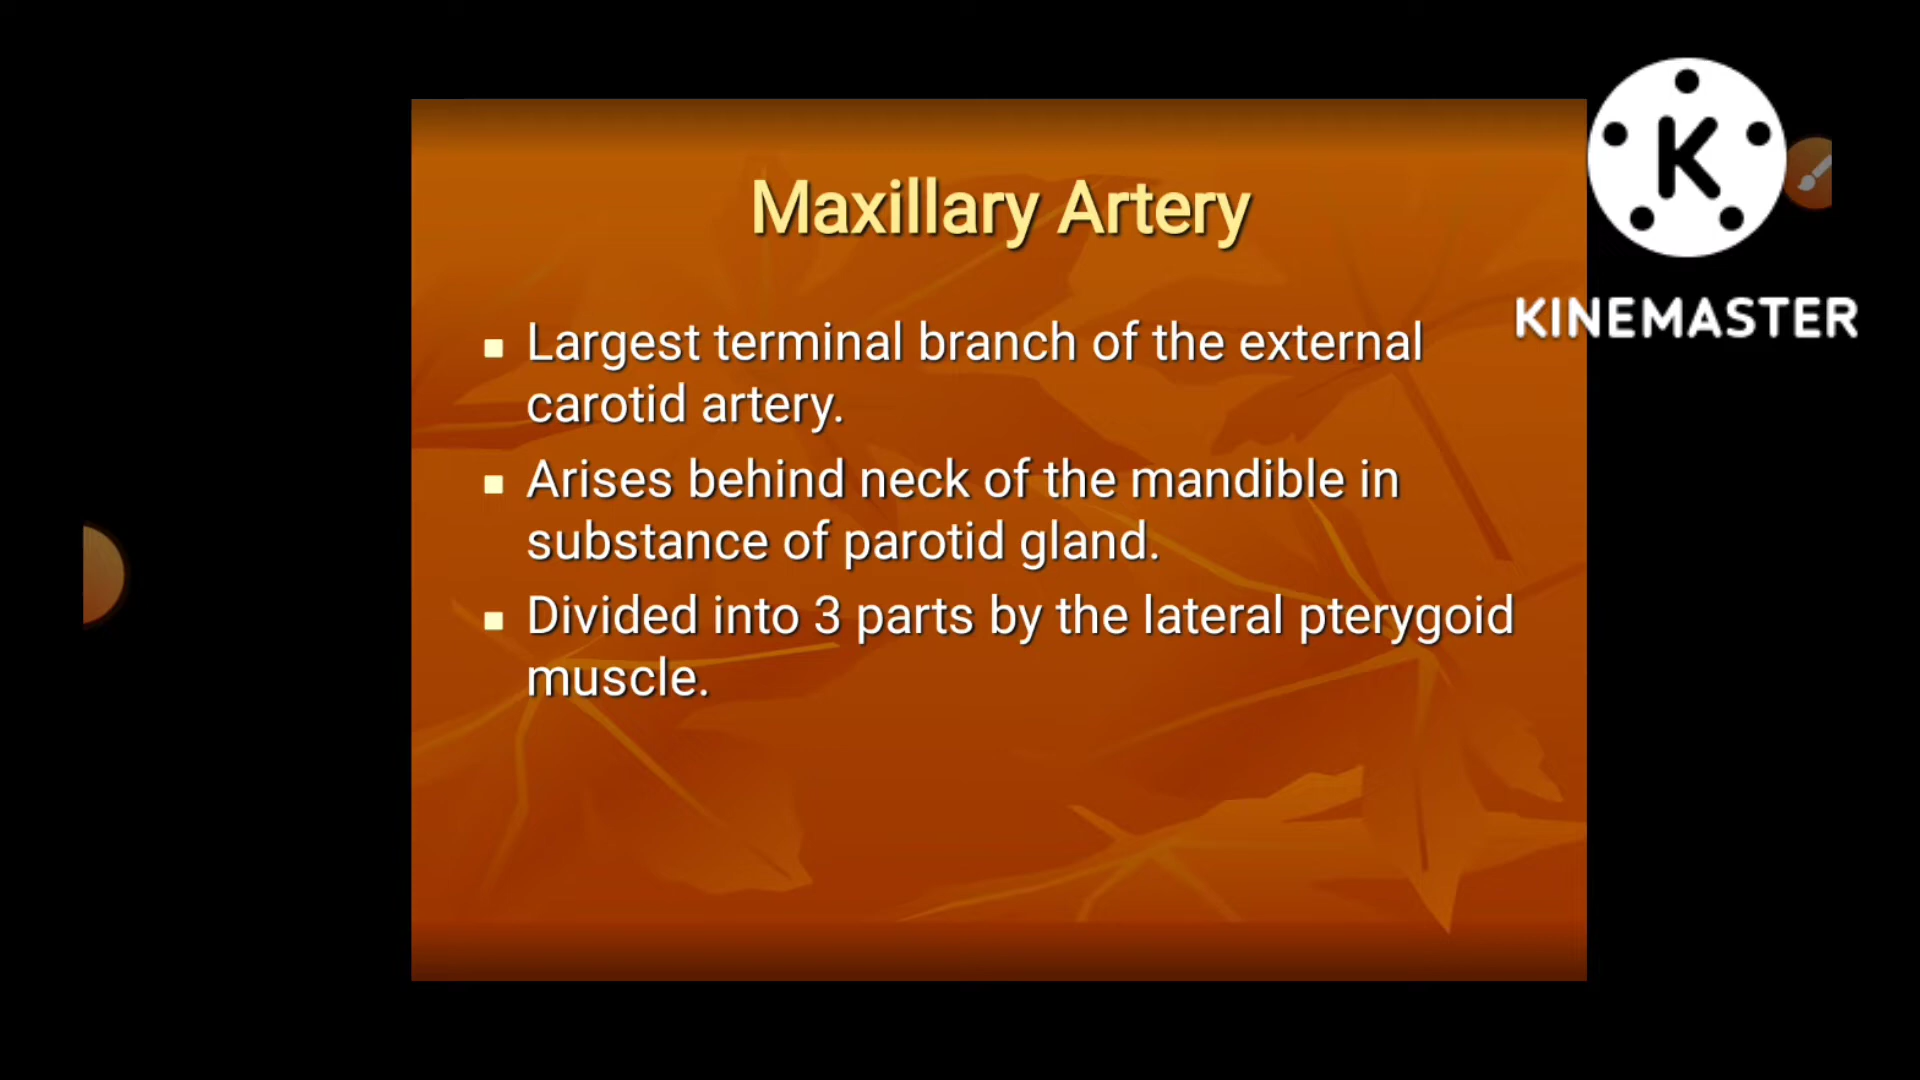 Maxillary Artery
Largest terminal branch of the external
carotid artery.
Arises behind neck of the mandible in
substance of parotid gland.
Divided into 3 parts by the lateral pterygoid
muscle.
K
KINEMASTER